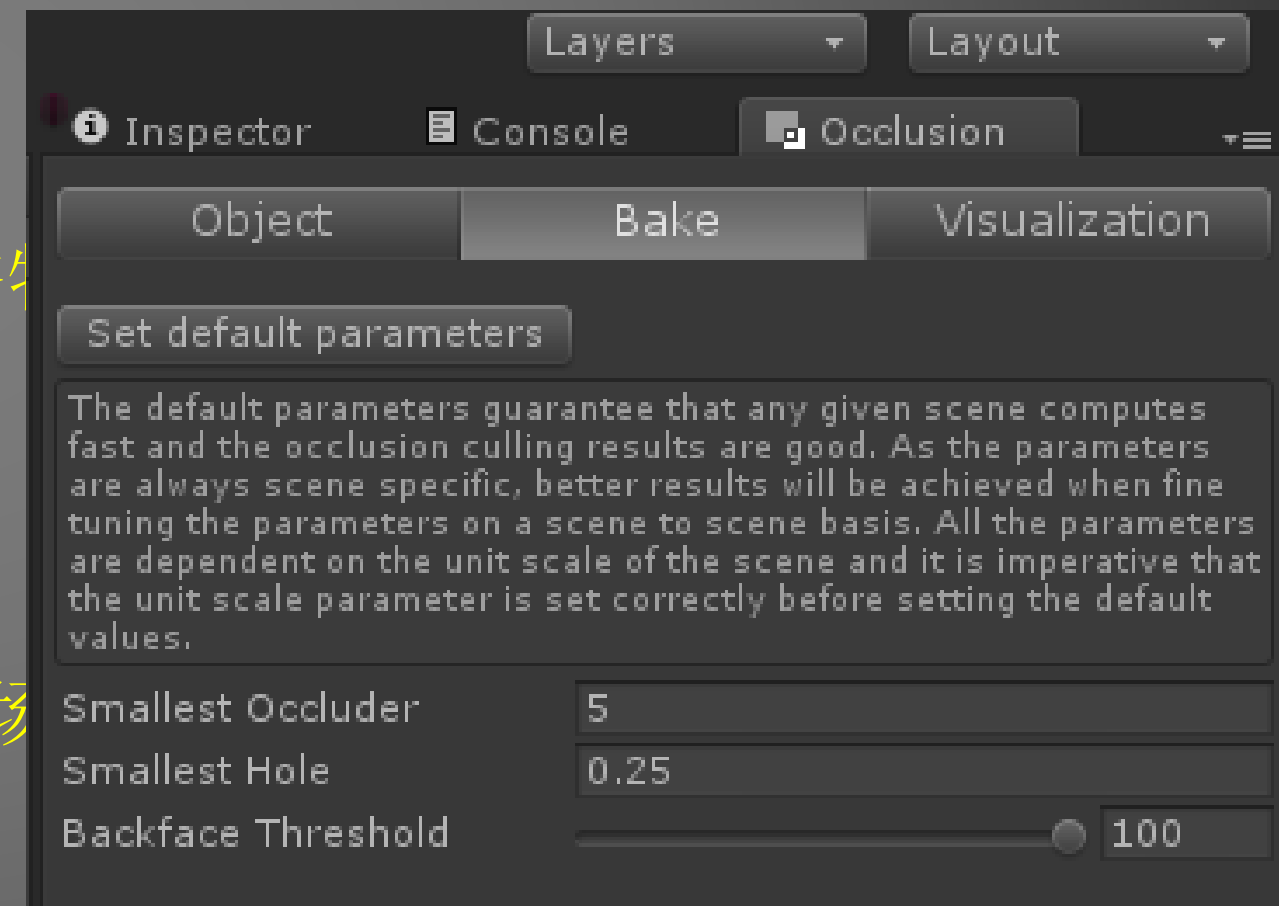 Layers
Layout
Inspector
Console
Occlusion
Object
Bake
Visualization
Set default parameters
The default parameters guarantee that any given scene computes
fast and the occlusion culling results are good. As the parameters
are always scene specific, better results will be achieved when fine
tuning the parameters on a scene to scene basis. All the parameters
are dependent on the unit scale of the scene and it is imperative that
the unit scale parameter is set correctly before setting the default
values.
Smallest Occluder
5
Smallest Hole
0.25
Backface Threshold
100